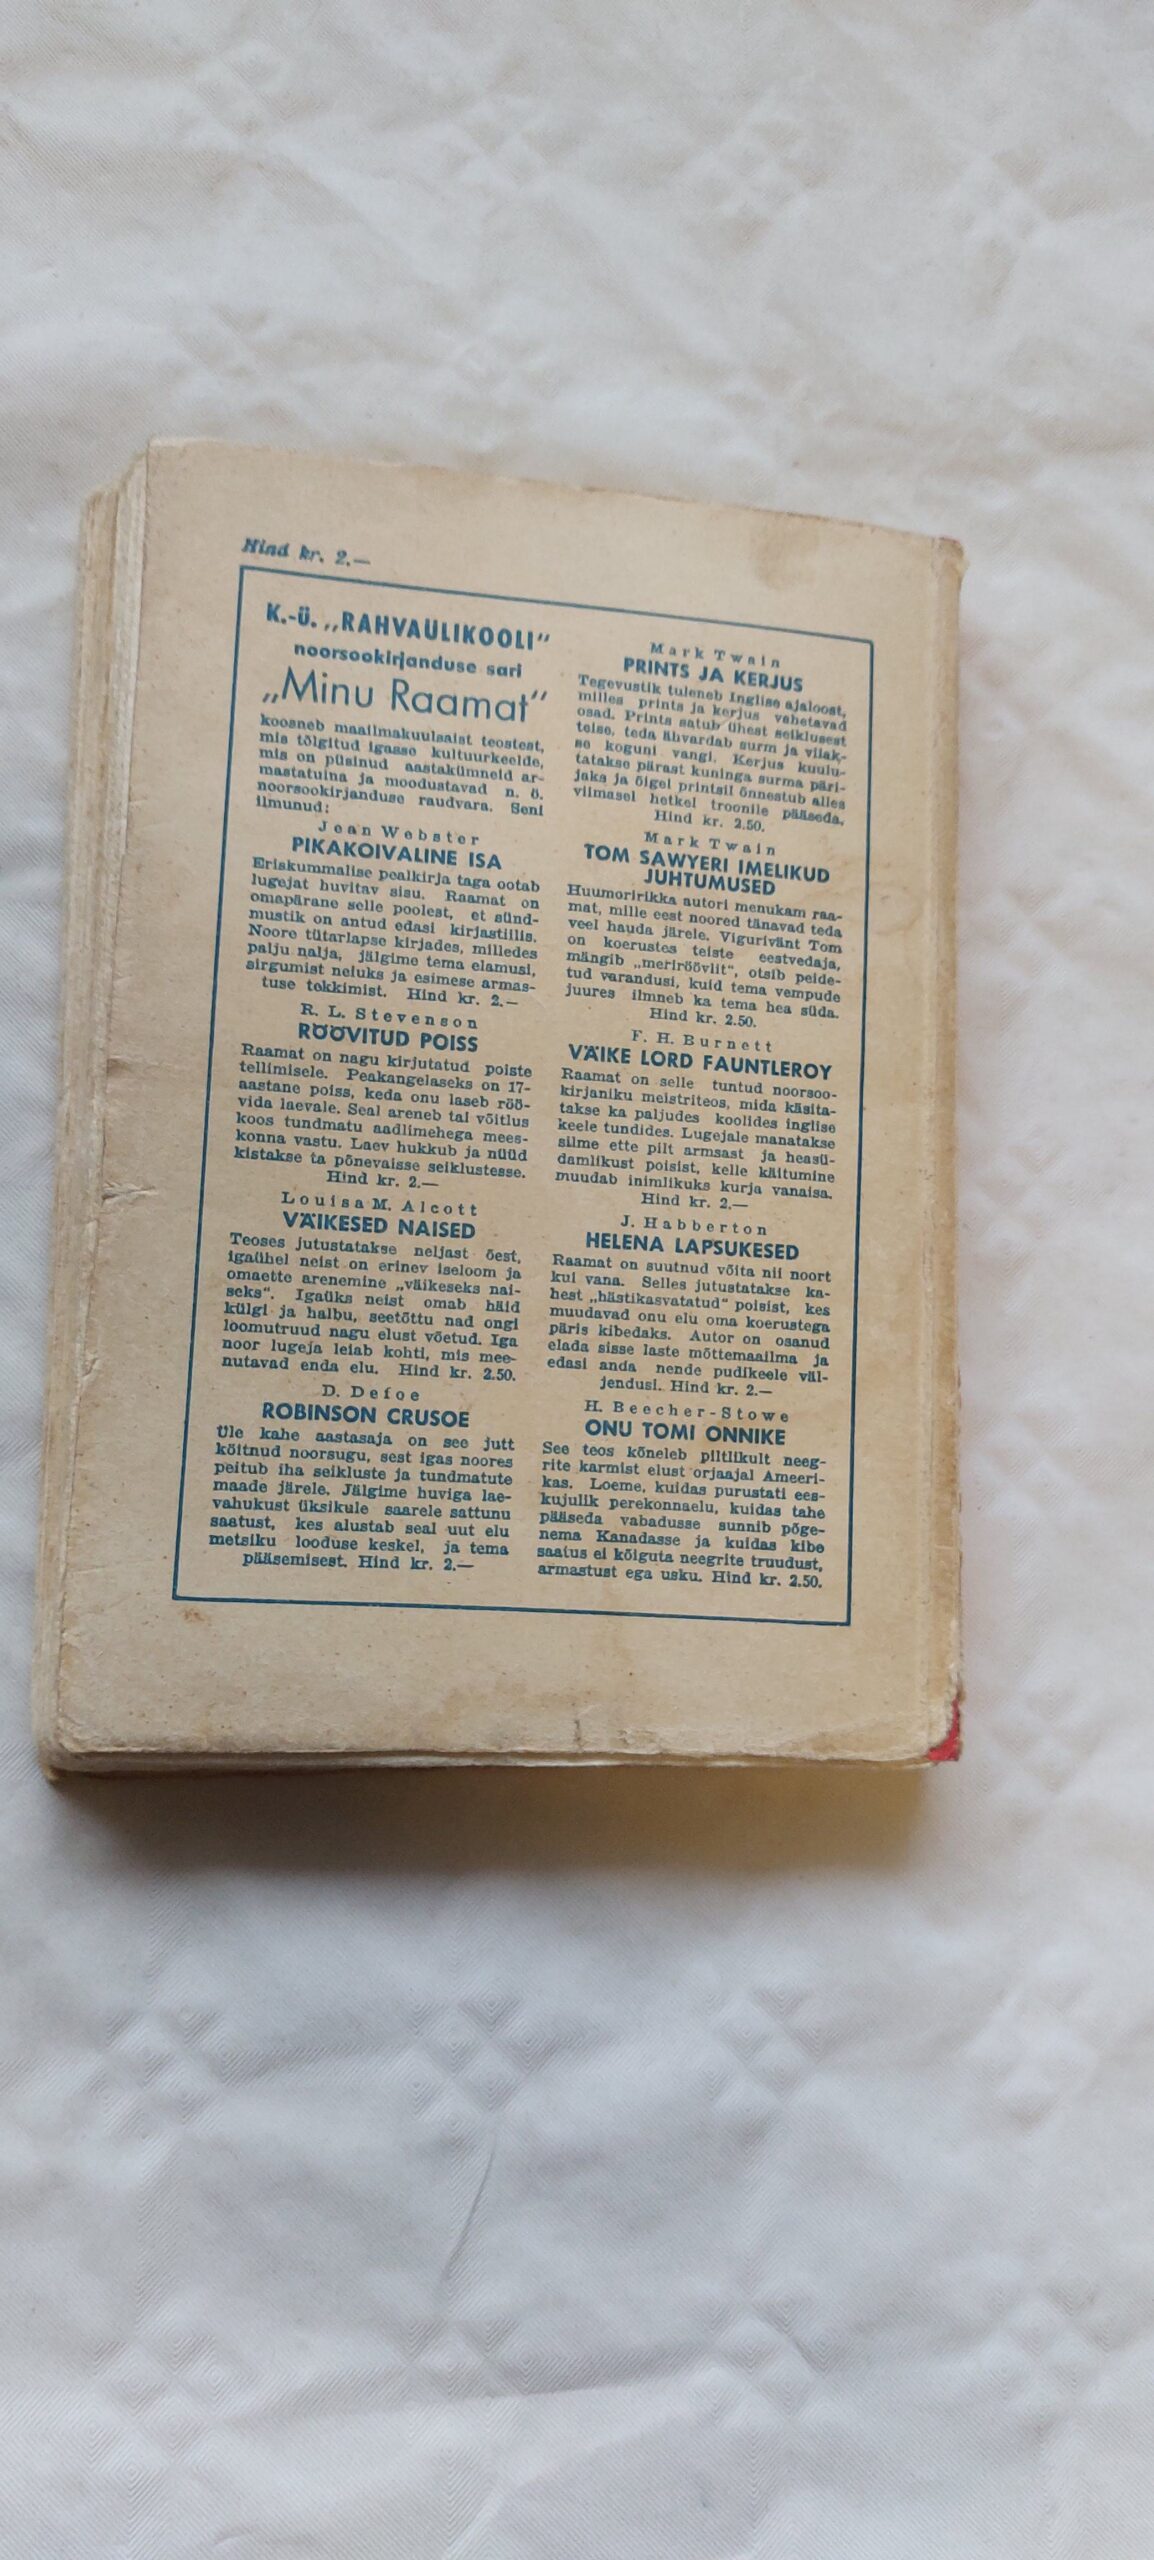 Hind kr. 2.—
K.-Ü. „RAHVAULIKOOLI"
noorsookirjanduse sari
„Minu Raamat"
koosneb maailmakuulsaist teostest,
mis tõlgitud igasse kultuurkeelde,
mis on püsinud aastakümneid ar-
mastatuina ja moodustavad n. ö.
noorsookirjanduse raudvara. Seni
ilmunud:
Jean Webster
PIKAKOIVALINE ISA
Eriskummalise pealkirja taga ootab
lugejat huvitav sisu. Raamat on
omapärane selle poolest, et sünd-
mustik on antud edasi kirjastiilis.
Noore tütarlapse kirjades, milledes
palju nalja, jälgime tema elamusi,
sirgumist neiuks ja esimese armas-
tuse tekkimist. Hind kr. 2.—
R. L. Stevenson
RÖÖVITUD POISS
Raamat on nagu kirjutatud poiste
tellimisele. Peakangelaseks on 17-
aastane poiss, keda onu laseb röö-
vida laevale. Seal areneb tal võitlus
koos tundmatu aadlimehega mees-
konna vastu. Laev hukkub ja nüüd
kistakse ta põnevaisse seiklustesse.
Hind kr. 2.—
Louisa M. Alcott
VÄIKESED NAISED
Teoses jutustatakse neljast õest,
igaühel neist on erinev iseloom ja
omaette arenemine „väikeseks nai-
seks". Igaüks neist omab häid
külgi ja halbu, seetõttu nad ongi
loomutruud nagu elust võetud. Iga
noor lugeja leiab kohti, mis mee-
nutavad enda elu. Hind kr. 2.50.
D. Defoe
ROBINSON CRUSOE
Üle kahe aastasaja on see jutt
köitnud noorsugu, sest igas noores
peitub iha seikluste ja tundmatute
maade järele. Jälgime huviga lae-
vahukust üksikule saarele sattunu
saatust, kes alustab seal uut elu
metsiku looduse keskel, ja tema
pääsemisest. Hind kr. 2.—
Mark Twain
PRINTS JA KERJUS
Tegevustik tuleneb Inglise ajaloost,
milles prints ja kerjus vahetavad
osad. Prints satub ühest seiklusest
teise, teda ähvardab surm ja viiak-
se koguni vangi. Kerjus kuulu-
tatakse pärast kuninga surma päri-
jaks ja õigel printsil õnnestub alles
viimasel hetkel troonile pääseda.
Hind kr. 2.50.
Mark Twain
TOM SAWYERI IMELIKUD
JUHTUMUSED
Huumoririkka autori menukam raa-
mat, mille eest noored tänavad teda
veel hauda järele. Vigurivänt Tom
on koerustes teiste eestvedaja,
mängib „meriröövlit", otsib peide-
tud varandusi, kuid tema vempude
juures ilmneb ka tema hea süda.
Hind kr. 2.50.
F. H. Burnett
VÄIKE LORD FAUNTLEROY
Raamat on selle tuntud noorsoo-
kirjaniku meistriteos, mida käsita-
takse ka paljudes koolides inglise
keele tundides. Lugejale manatakse
silme ette pilt armsast ja heasü-
damlikust poisist, kelle käitumine
muudab inimlikuks kurja vanaisa.
Hind kr. 2.—
J. Habberton
HELENA LAPSUKESED
Raamat on suutnud võita nii noort
kui vana. Selles jutustatakse ka-
hest „hästikasvatatud" poisist, kes
muudavad onu elu oma koerustega
päris kibedaks. Autor on osanud
elada sisse laste mõttemaailma ja
edasi anda nende pudikeele väl-
jendusi. Hind kr. 2.—
H. Beecher-Stowe
ONU TOMI ONNIKE
See teos kõneleb piltlikult neeg-
rite karmist elust orjaajal Ameeri-
kas. Loeme, kuidas purustati ees-
kujulik perekonnaelu, kuidas tahe
pääseda vabadusse sunnib põge-
nema Kanadasse ja kuidas kibe
saatus ei kõiguta neegrite truudust,
armastust ega usku. Hind kr. 2.50.